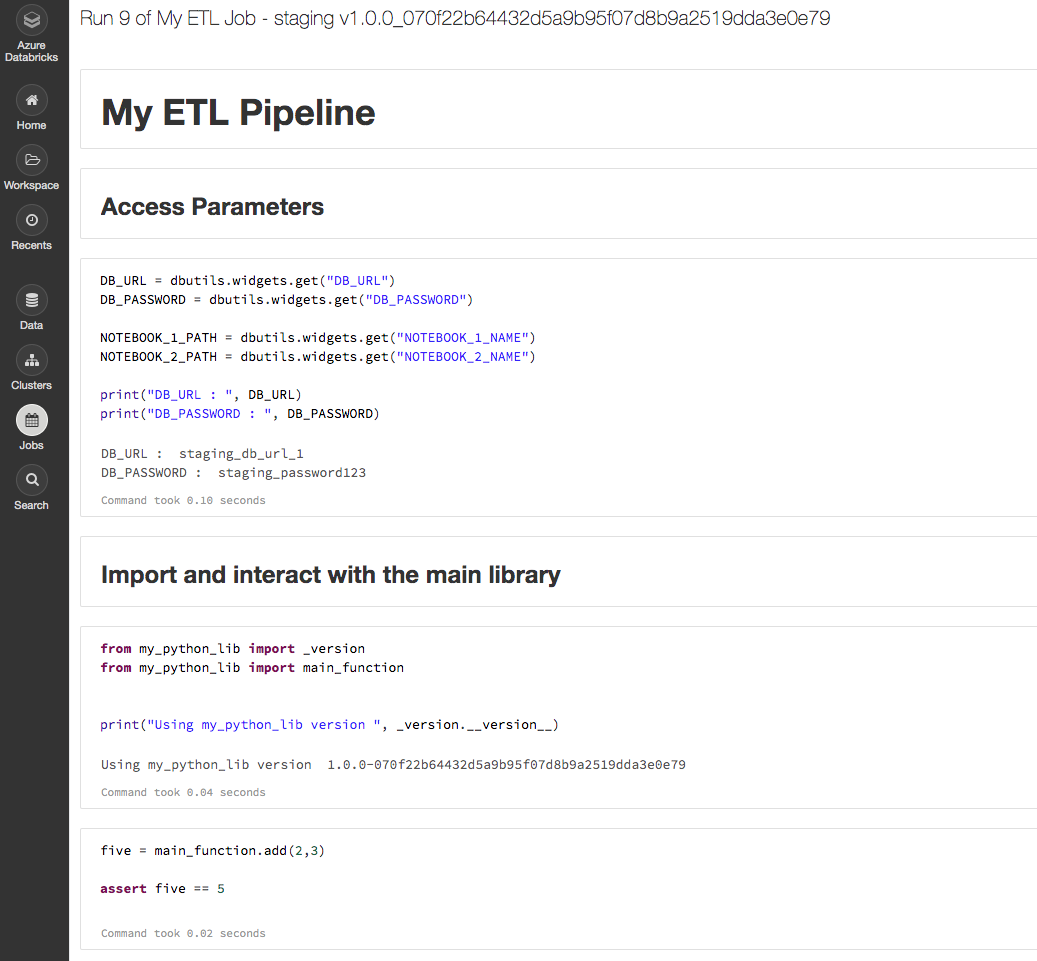 Run 9 of My ETL Job - staging v1.0.0_070f22b64432d5a9b95f07d8b9a2519dda3e0e79
Azure
Databricks
Home
Workspace
Recents
Data
Clusters
Jobs
Search
My ETL Pipeline
Access Parameters
DB_URL = dbutils.widgets.get("DB_URL")
DB_PASSWORD = dbutils.widgets.get("DB_PASSWORD")
NOTEBOOK_1_PATH = dbutils.widgets.get("NOTEBOOK_1_NAME")
NOTEBOOK_2_PATH = dbutils.widgets.get("NOTEBOOK_2_NAME")
print("DB_URL : ", DB_URL)
print("DB_PASSWORD : ", DB_PASSWORD)
DB_URL :  staging_db_url_1
DB_PASSWORD :  staging_password123
Command took 0.10 seconds
Import and interact with the main library
from my_python_lib import _version
from my_python_lib import main_function
print("Using my_python_lib version ", _version.__version__)
Using my_python_lib version  1.0.0-070f22b64432d5a9b95f07d8b9a2519dda3e0e79
Command took 0.04 seconds
five = main_function.add(2,3)
assert five == 5
Command took 0.02 seconds